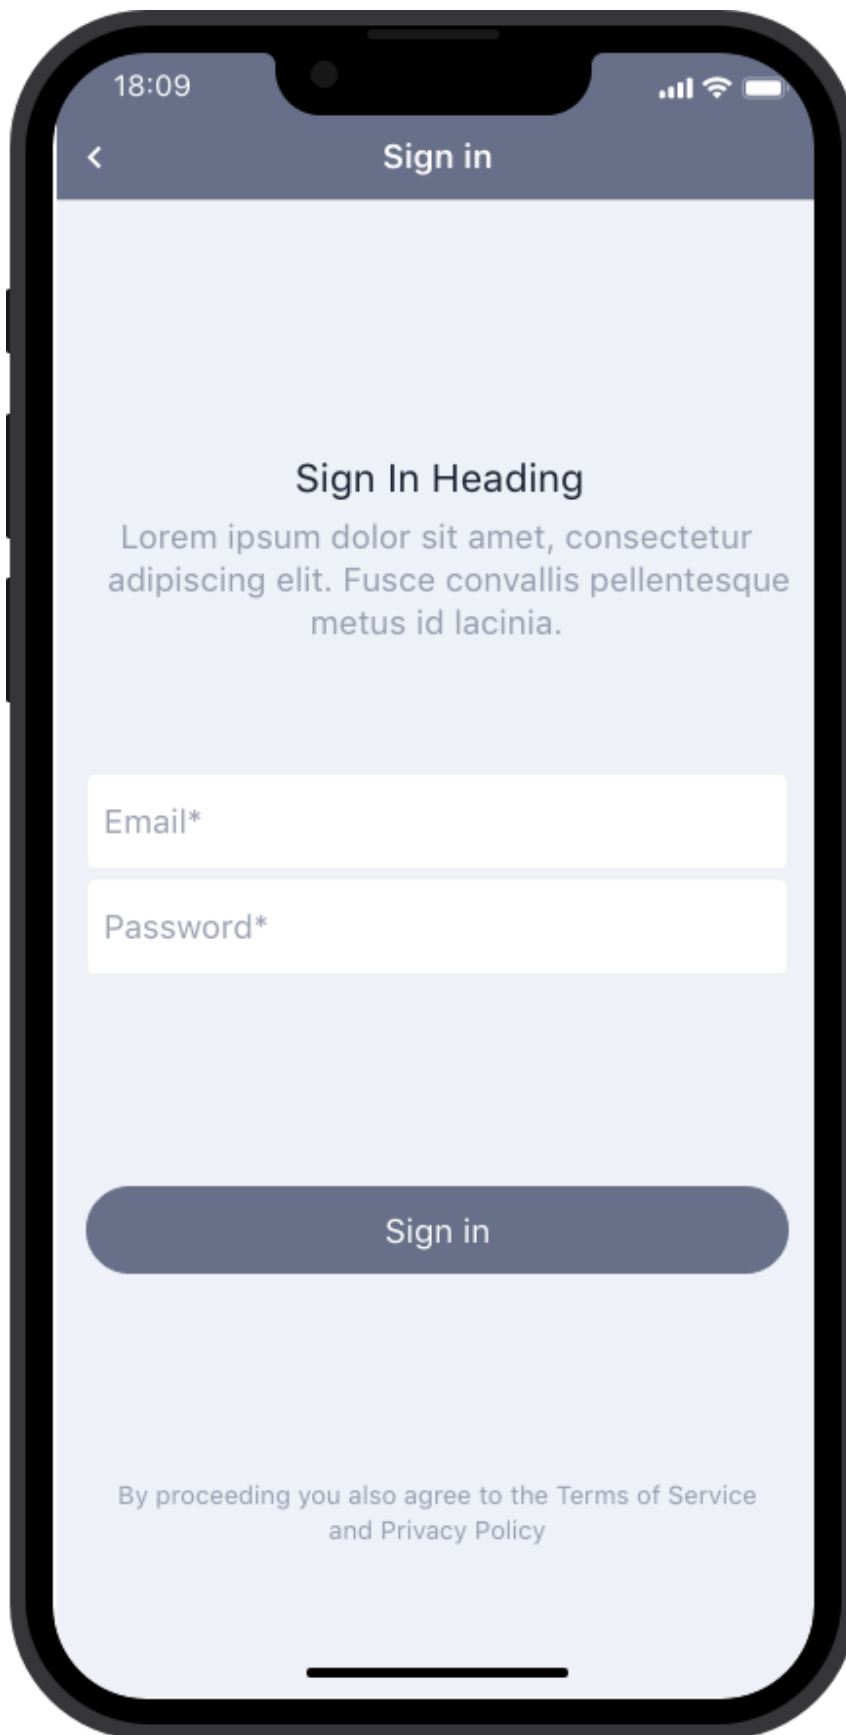 18:09
Sign in
Sign In Heading
Lorem ipsum dolor sit amet, consectetur
adipiscing elit. Fusce convallis pellentesque
metus id lacinia.
Email*
Password*
Sign in
By proceeding you also agree to the Terms of Service
and Privacy Policy